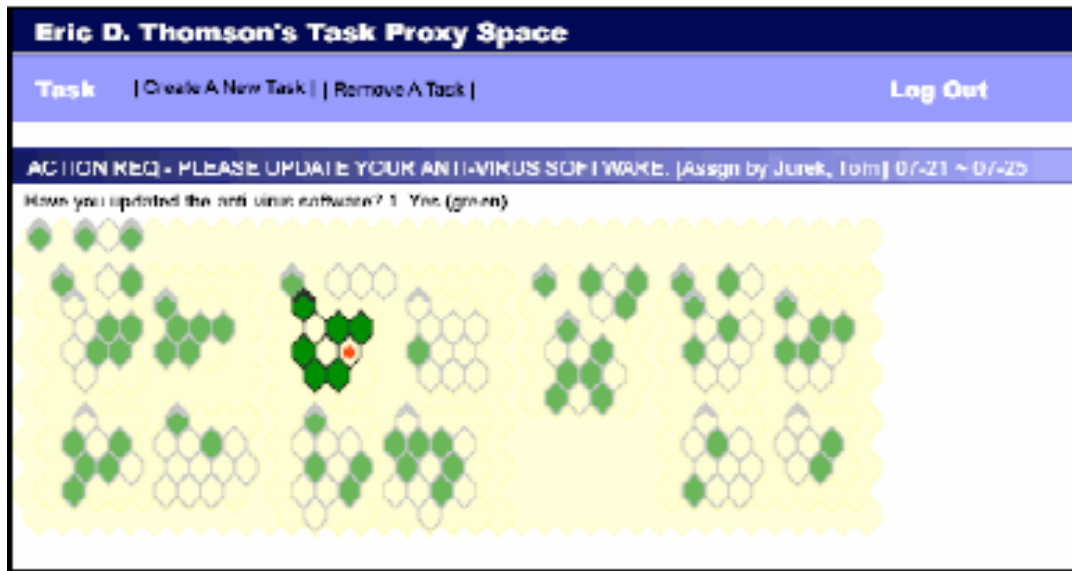 Eric D. Thomson's Task Proxy Space
Task | Create A New Task | | Remove A Task | Log Out
ACTION REQ - PLEASE UPDATE YOUR ANTI-VIRUS SOFTWARE. [Assgn by Jurek, Tom] 07-21 ~ 07-25
Have you updated the anti virus software? 1. Yes (green)